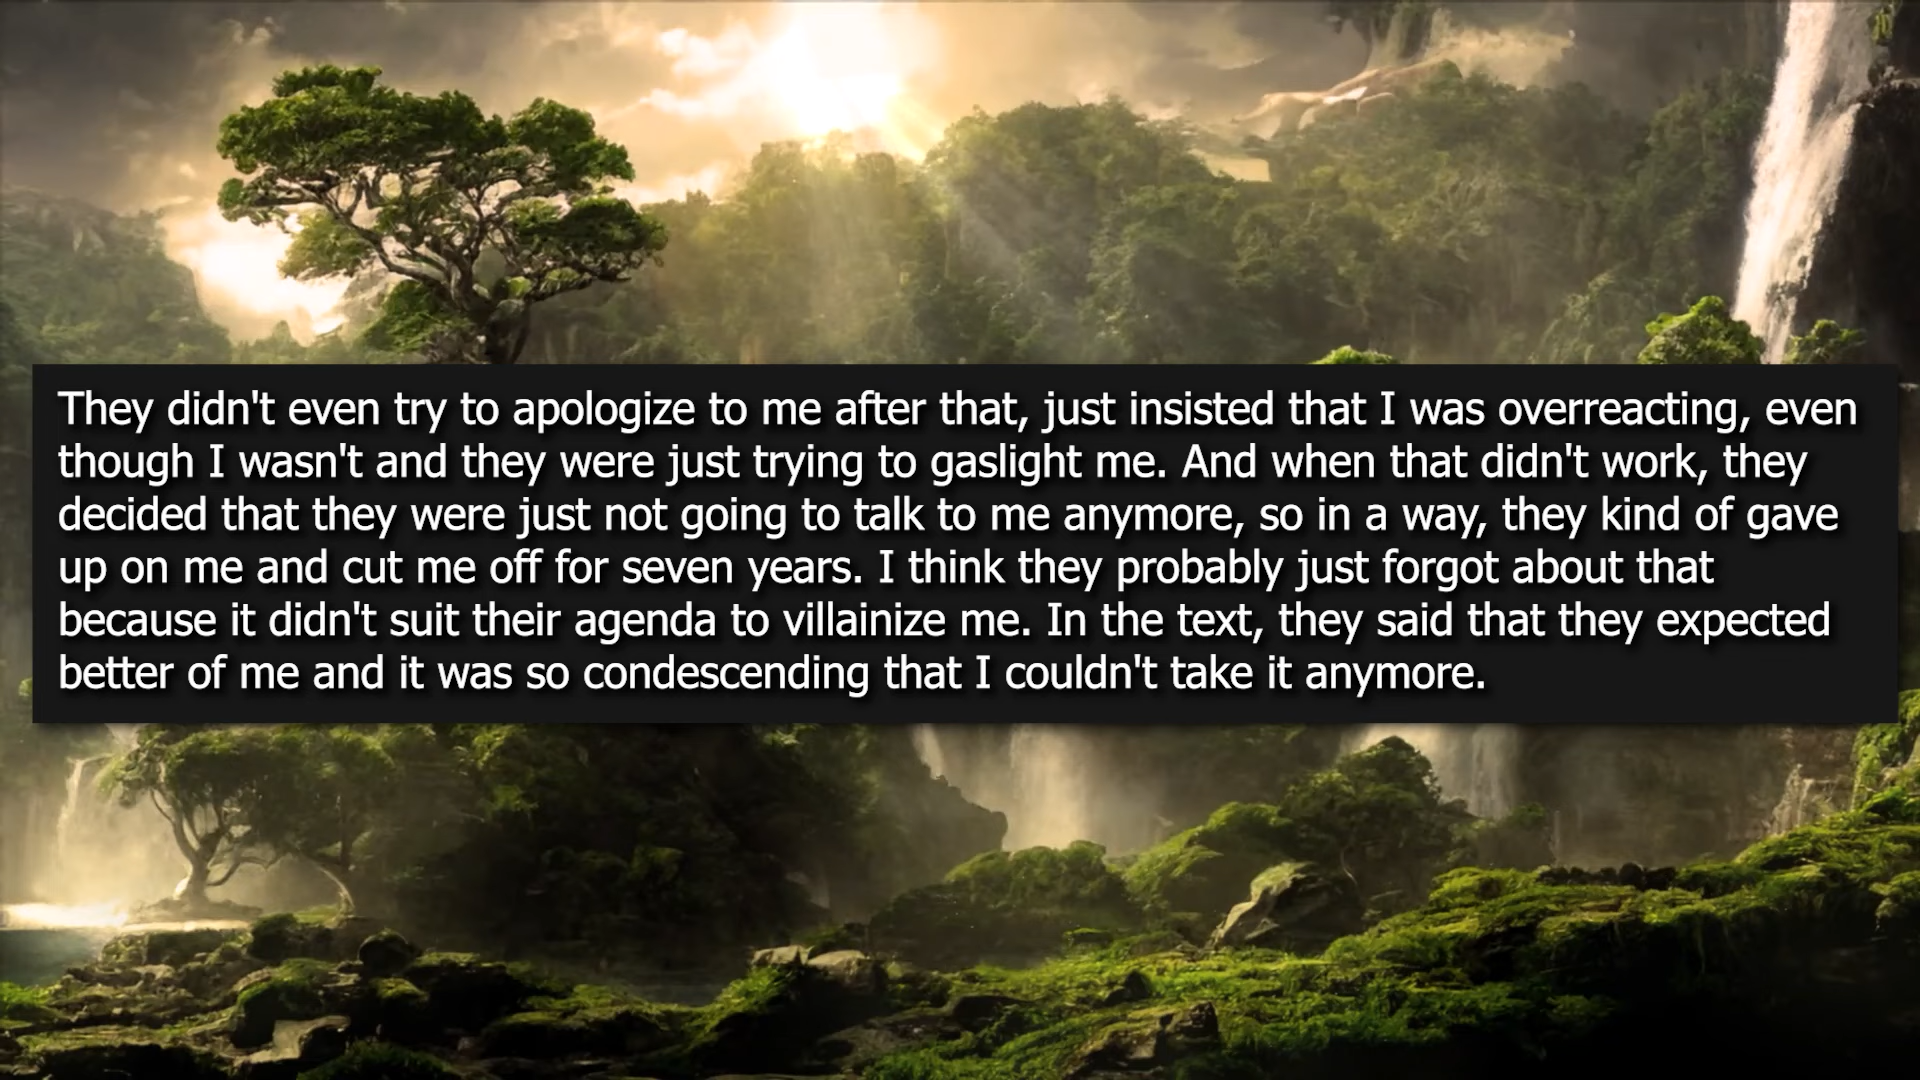 They didn't even try to apologize to me after that, just insisted that I was overreacting, even
though I wasn't and they were just trying to gaslight me. And when that didn't work, they
decided that they were just not going to talk to me anymore, so in a way, they kind of gave
up on me and cut me off for seven years. I think they probably just forgot about that
because it didn't suit their agenda to villainize me. In the text, they said that they expected
better of me and it was so condescending that I couldn't take it anymore.